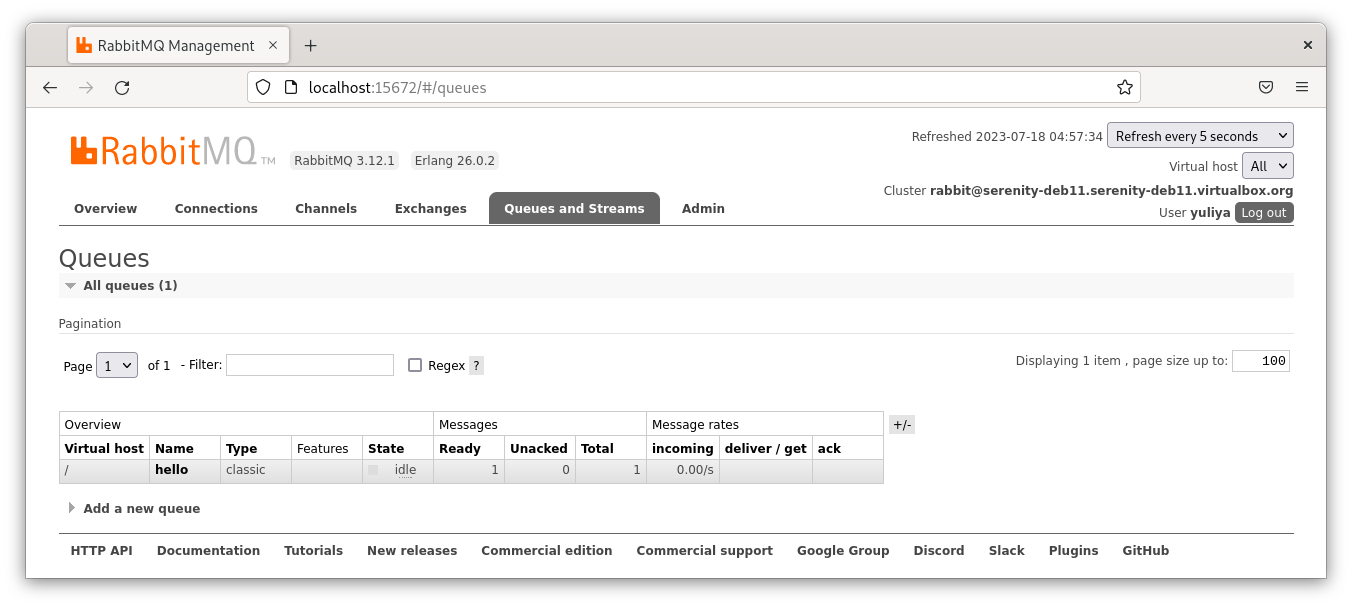 RabbitMQ Management
localhost:15672/#/queues
RabbitMQ TM RabbitMQ 3.12.1 Erlang 26.0.2
Refreshed 2023-07-18 04:57:34 Refresh every 5 seconds
Virtual host All
Cluster rabbit@serenity-deb11.serenity-deb11.virtualbox.org
User yuliya Log out
Overview Connections Channels Exchanges Queues and Streams Admin
Queues
All queues (1)
Pagination
Page 1 of 1 - Filter: Regex ? Displaying 1 item , page size up to: 100
Overview Messages Message rates +/-
Virtual host Name Type Features State Ready Unacked Total incoming deliver / get ack
/ hello classic idle 1 0 1 0.00/s
Add a new queue
HTTP API Documentation Tutorials New releases Commercial edition Commercial support Google Group Discord Slack Plugins GitHub